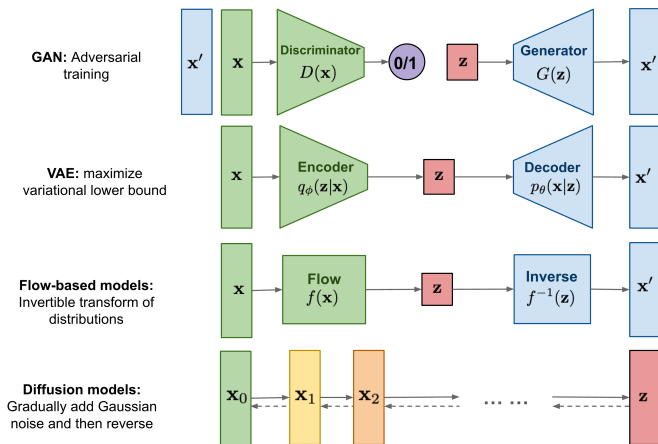 GAN: Adversarial
training
x′
x
Discriminator
D(x)
0/1
z
Generator
G(z)
x′
VAE: maximize
variational lower bound
x
Encoder
qϕ(z|x)
z
Decoder
pθ(x|z)
x′
Flow-based models:
Invertible transform of
distributions
x
Flow
f(x)
z
Inverse
f⁻¹(z)
x′
Diffusion models:
Gradually add Gaussian
noise and then reverse
x₀
x₁
x₂
... ...
z